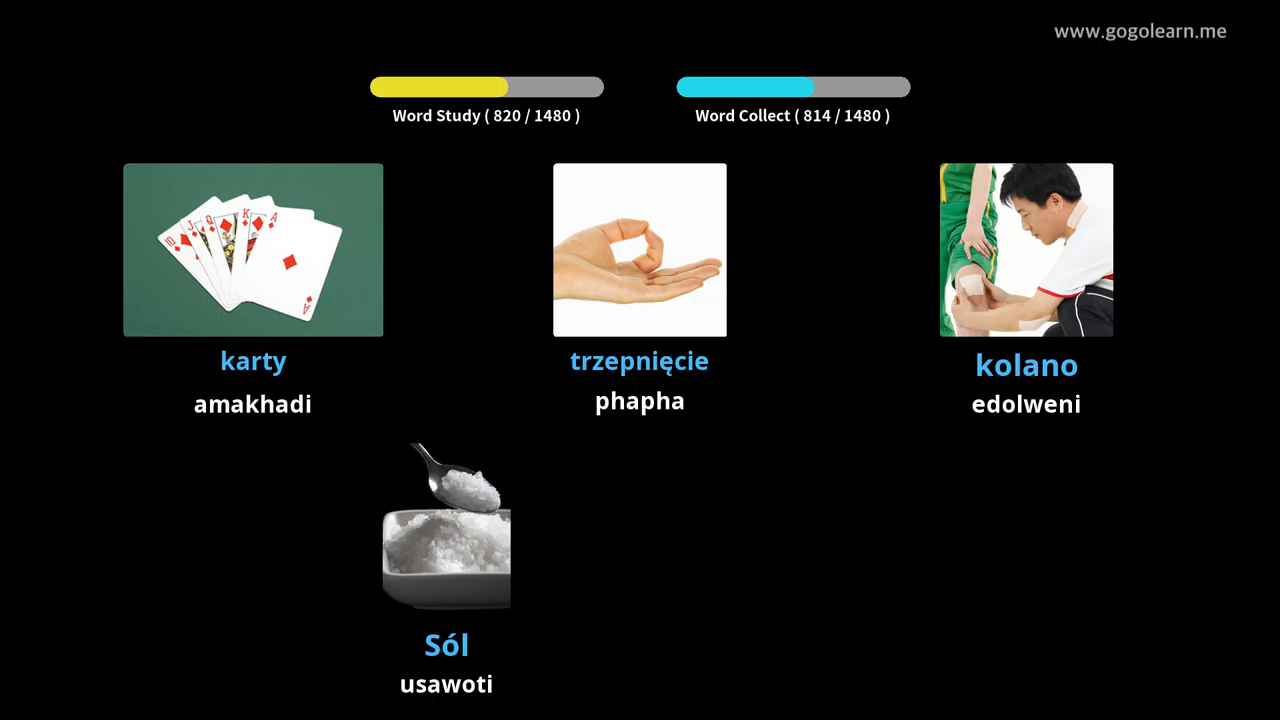 www.gogolearn.me
Word Study ( 820 / 1480 )
Word Collect ( 814 / 1480 )
10 J Q K A
A
karty
amakhadi
trzepnięcie
phapha
kolano
edolweni
Sól
usawoti